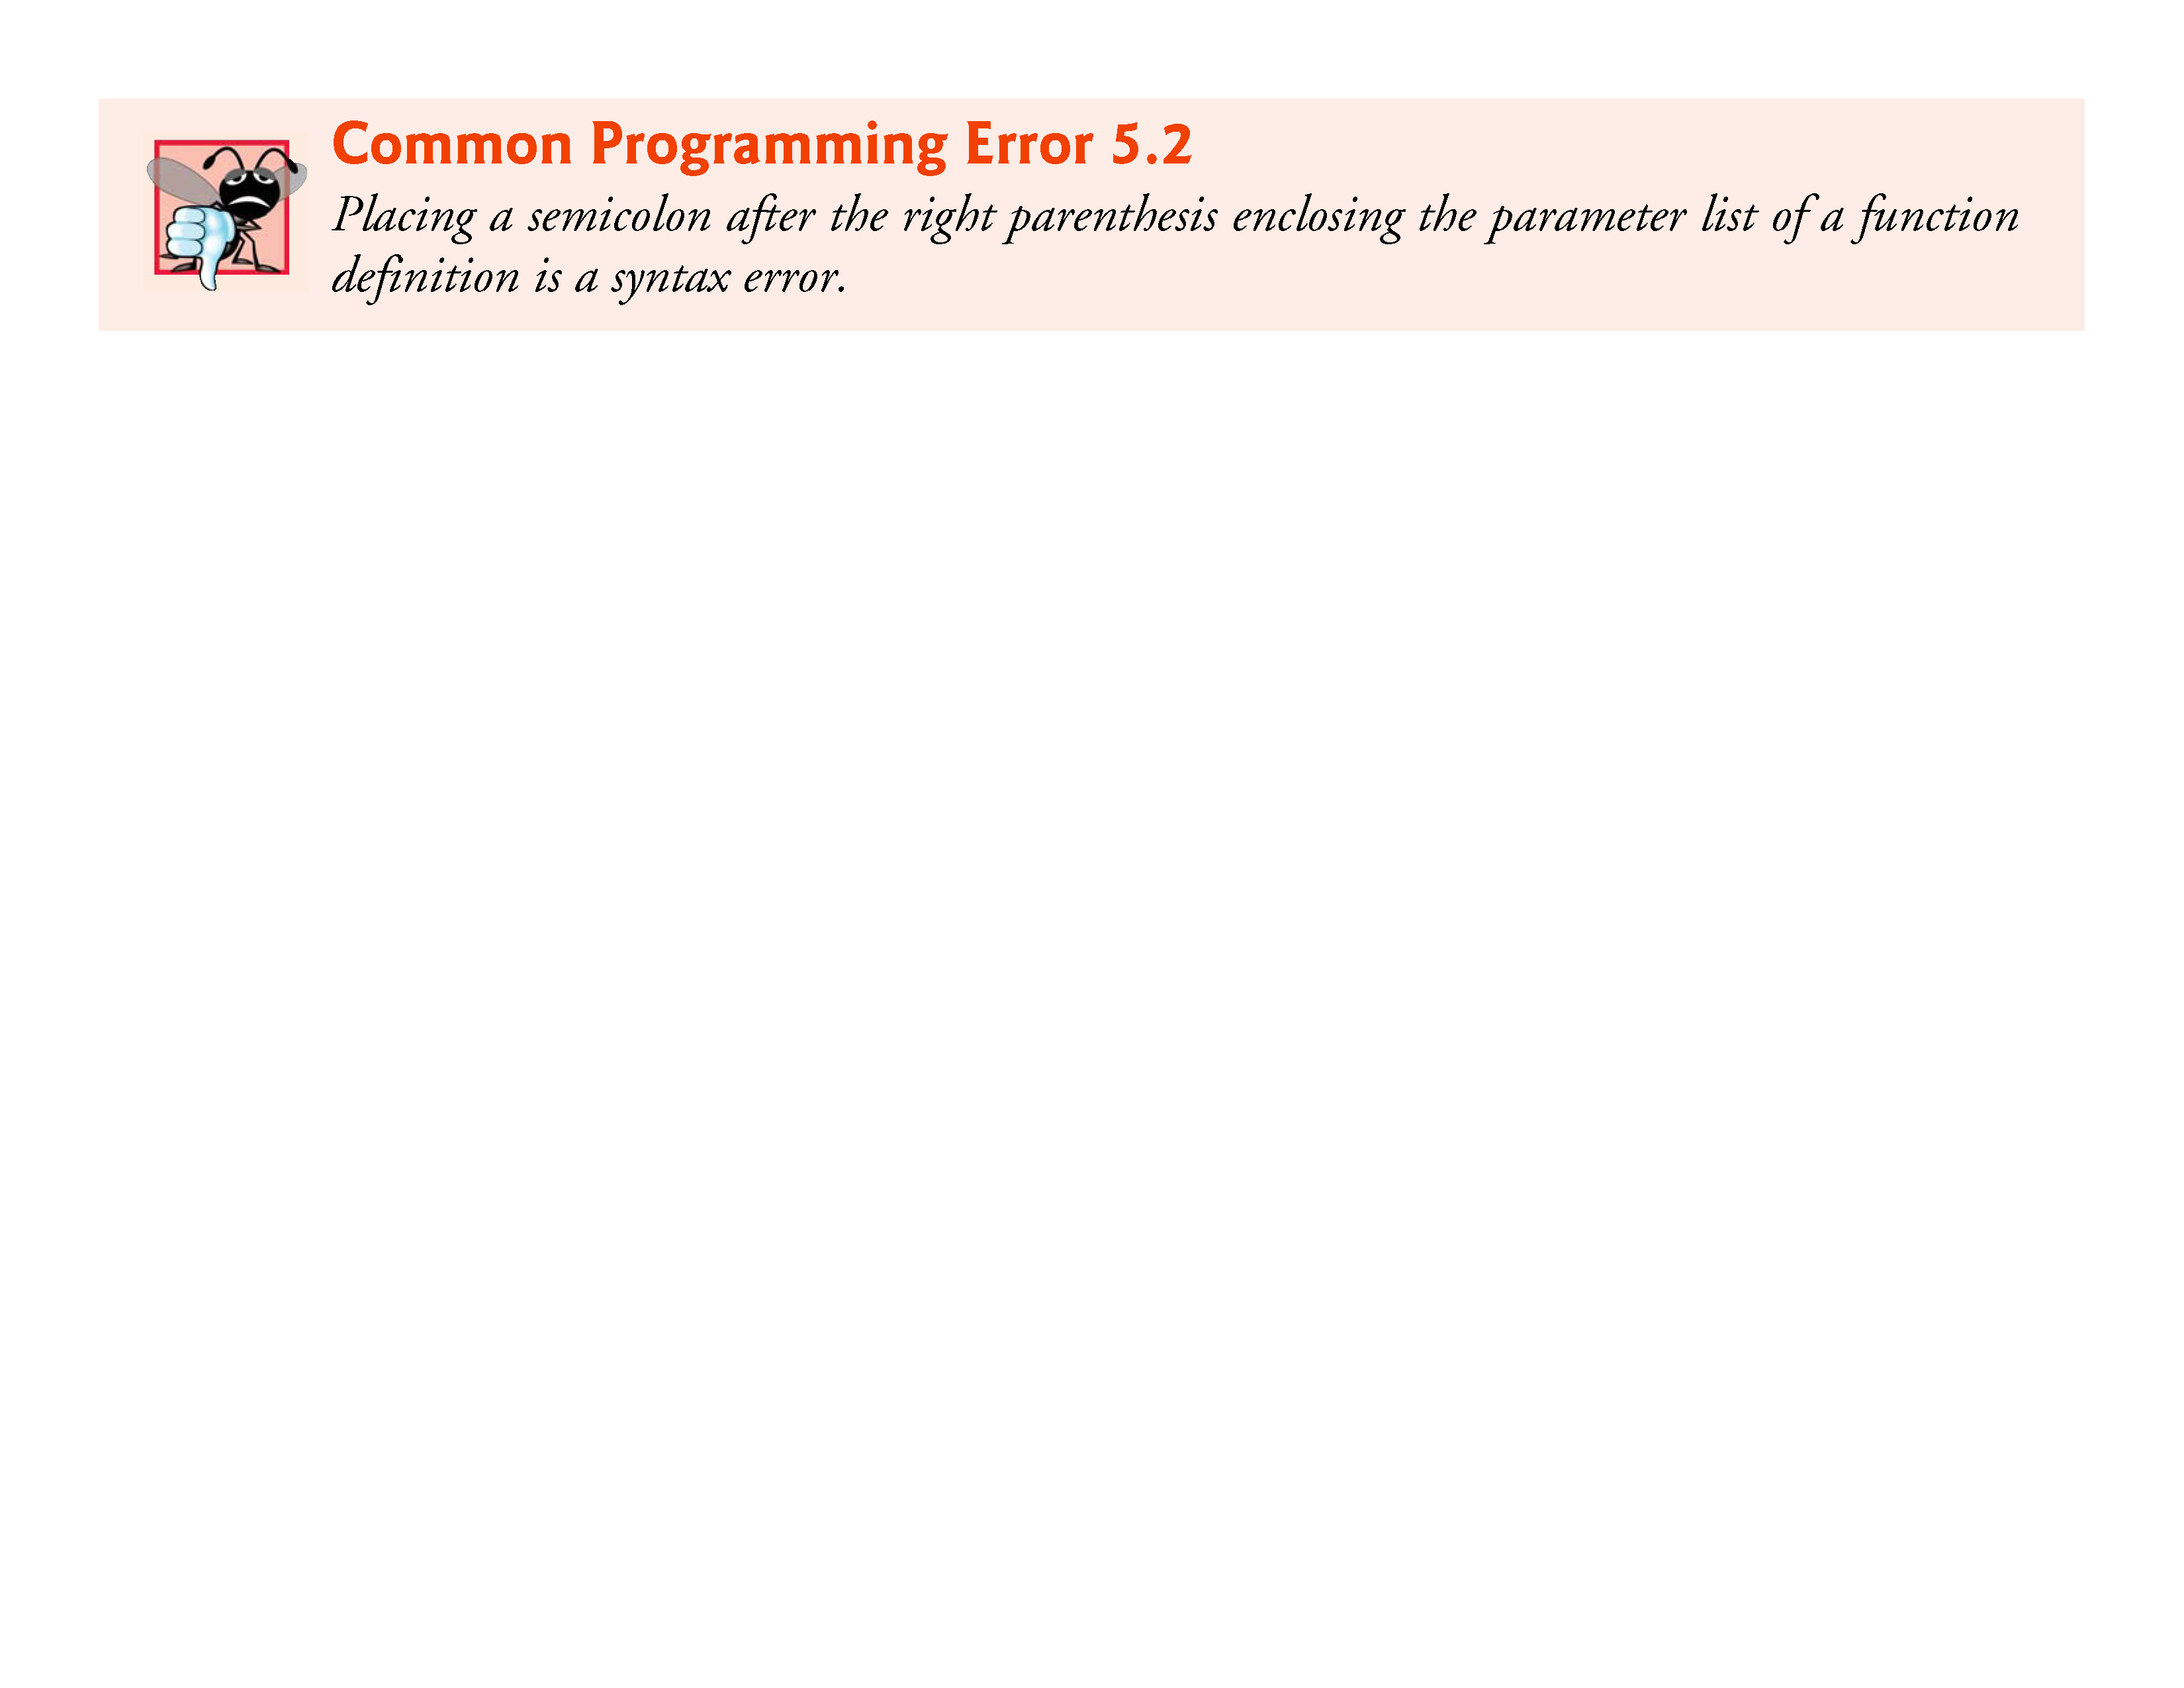 Common Programming Error 5.2
Placing a semicolon after the right parenthesis enclosing the parameter list of a function
definition is a syntax error.